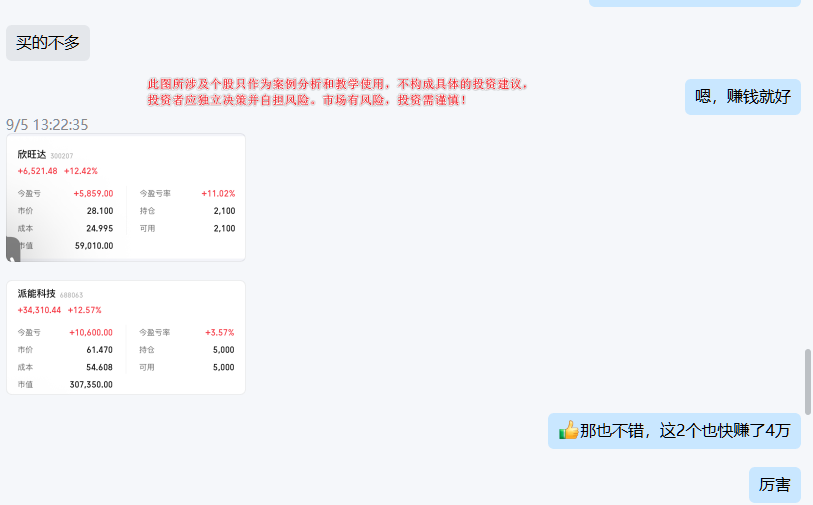 买的不多
此图所涉及个股只作为案例分析和教学使用，不构成具体的投资建议，
投资者应独立决策并自担风险。市场有风险，投资需谨慎！
嗯，赚钱就好
9/5 13:22:35
欣旺达 300207
+6,521.48 +12.42%
今盈亏 +5,859.00 今盈亏率 +11.02%
市价 28.100 持仓 2,100
成本 24.995 可用 2,100
市值 59,010.00
派能科技 688063
+34,310.44 +12.57%
今盈亏 +10,600.00 今盈亏率 +3.57%
市价 61.470 持仓 5,000
成本 54.608 可用 5,000
市值 307,350.00
👍那也不错，这2个也快赚了4万
厉害